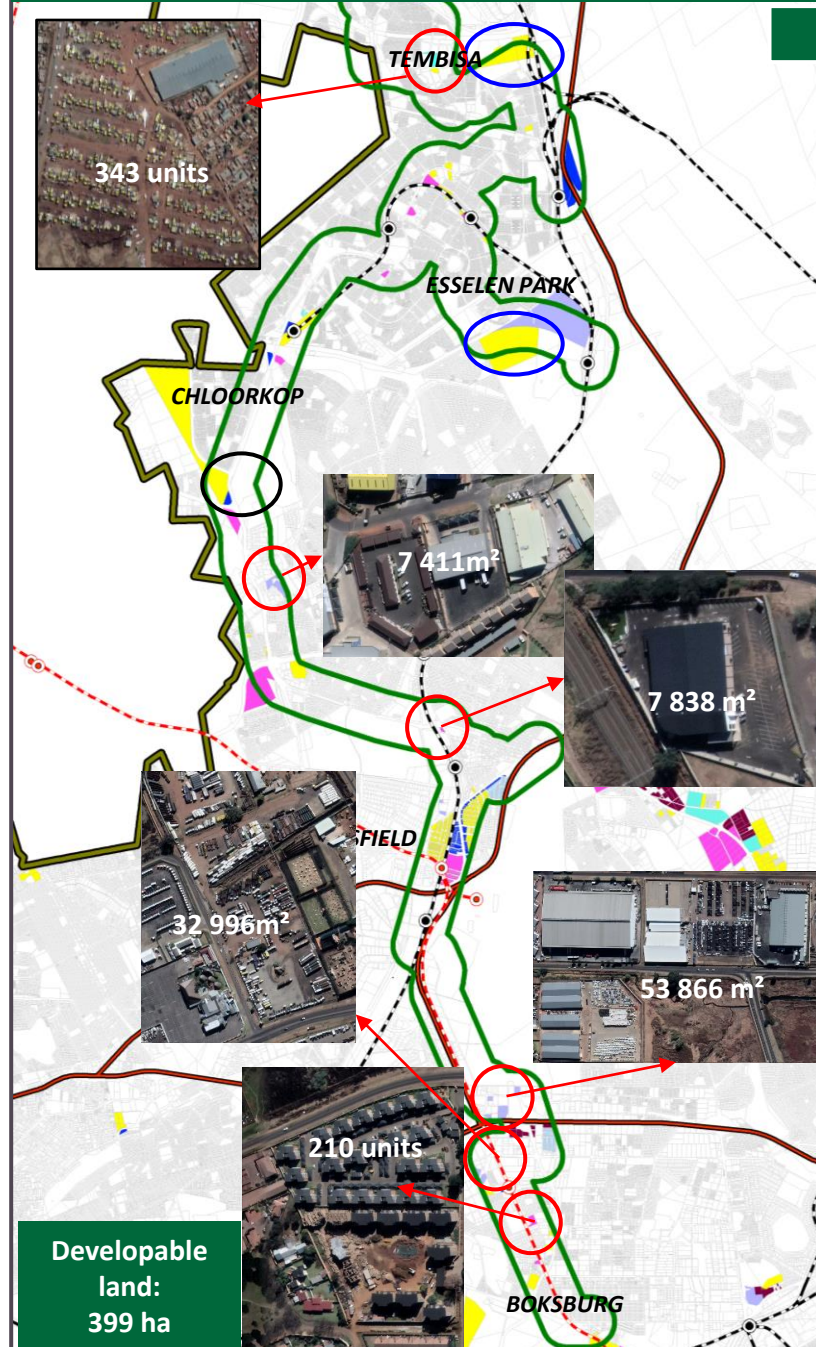 TEMBISA
343 units
ESSELEN PARK
CHLOORKOP
7 411m²
7 838 m²
SFIELD
32 996m²
53 866 m²
210 units
Developable
land:
399 ha
BOKSBURG